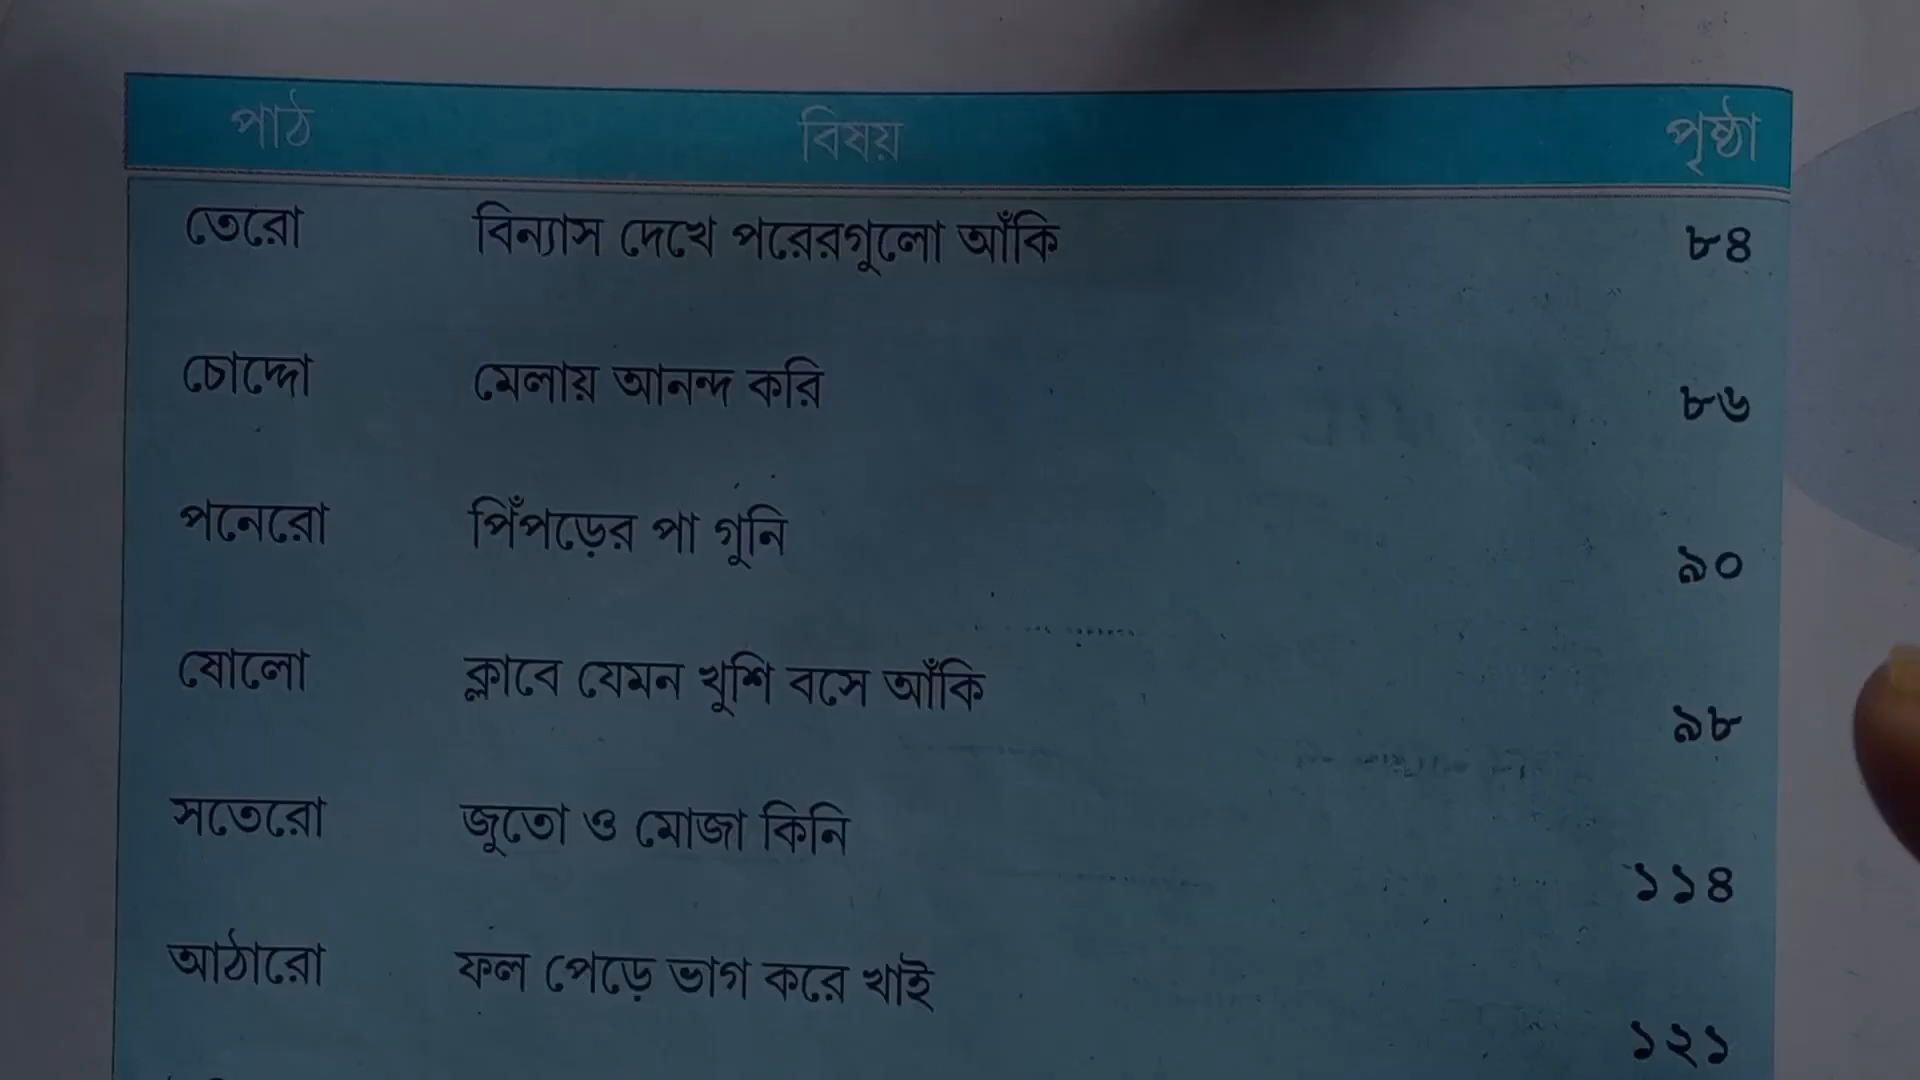 পাঠ বিষয় পৃষ্ঠা
তেরো বিন্যাস দেখে পরেরগুলো আঁকি ৮৪
চোদ্দো মেলায় আনন্দ করি ৮৬
পনেরো পিঁপড়ের পা গুনি ৯০
ষোলো ক্লাবে যেমন খুশি বসে আঁকি ৯৮
সতেরো জুতো ও মোজা কিনি ১১৪
আঠারো ফল পেড়ে ভাগ করে খাই ১২১